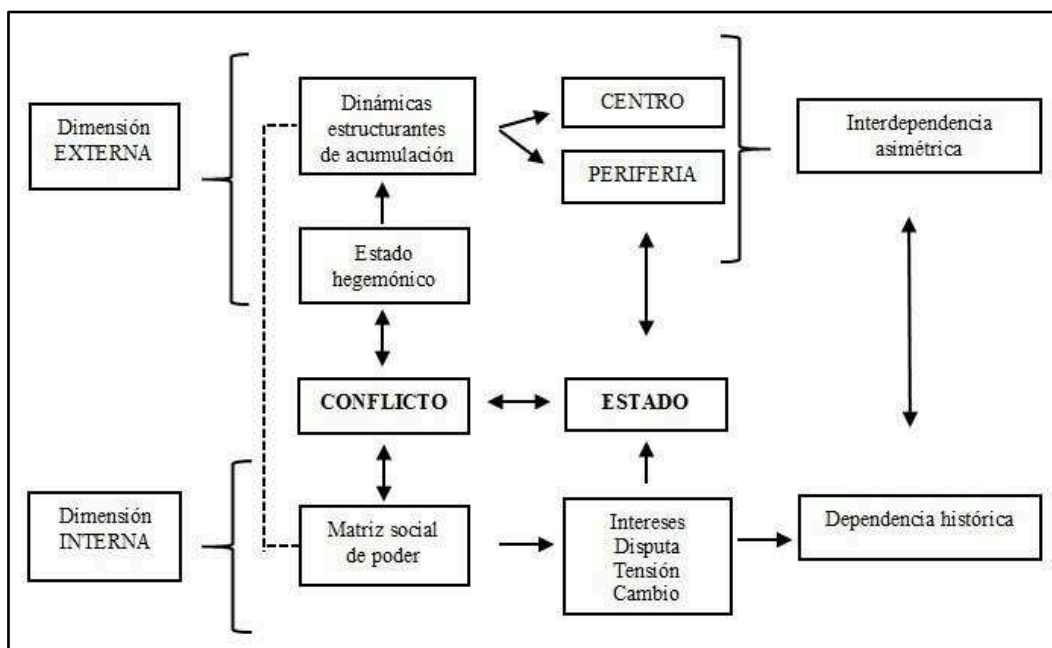 Dimensión
EXTERNA
Dinámicas
estructurantes
de acumulación
CENTRO
PERIFERIA
Interdependencia
asimétrica
Estado
hegemónico
CONFLICTO
ESTADO
Dimensión
INTERNA
Matriz social
de poder
Intereses
Disputa
Tensión
Cambio
Dependencia histórica